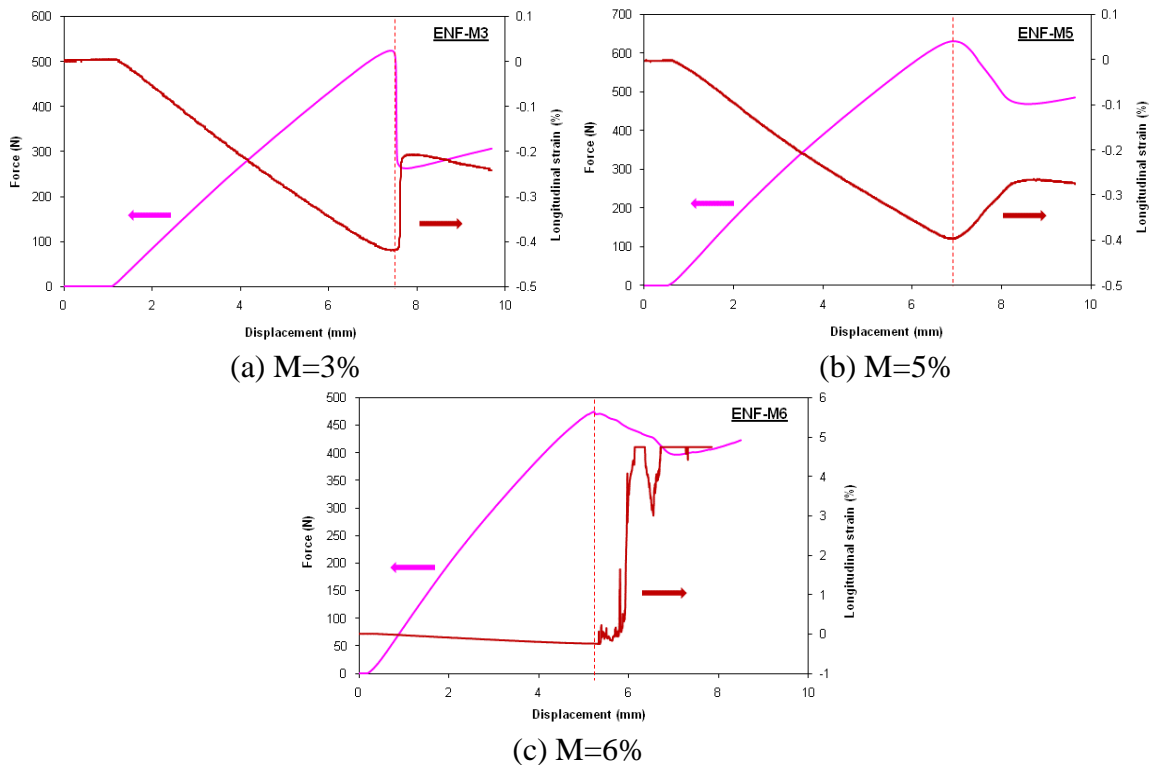 ENF-M3
600
500
400
300
200
100
0
Force (N)
0.1
0
-0.1
-0.2
-0.3
-0.4
-0.5
Longitudinal strain (%)
0 2 4 6 8 10
Displacement (mm)
(a) M=3%
ENF-M5
700
600
500
400
300
200
100
0
Force (N)
0.1
0
-0.1
-0.2
-0.3
-0.4
-0.5
Longitudinal strain (%)
0 2 4 6 8 10
Displacement (mm)
(b) M=5%
ENF-M6
500
450
400
350
300
250
200
150
100
50
0
Force (N)
6
5
4
3
2
1
0
-1
Longitudinal strain (%)
0 2 4 6 8 10
Displacement (mm)
(c) M=6%